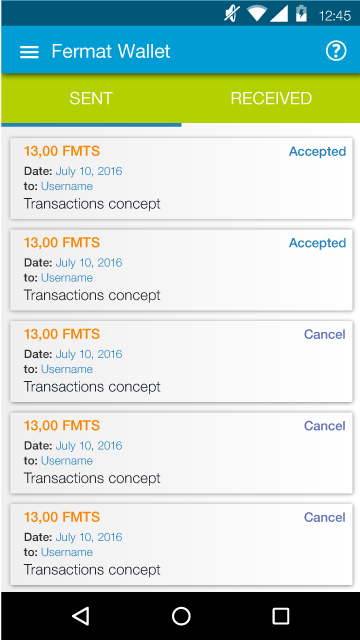 12:45
Fermat Wallet
SENT RECEIVED
13,00 FMTS Accepted
Date: July 10, 2016
to: Username
Transactions concept
13,00 FMTS Accepted
Date: July 10, 2016
to: Username
Transactions concept
13,00 FMTS Cancel
Date: July 10, 2016
to: Username
Transactions concept
13,00 FMTS Cancel
Date: July 10, 2016
to: Username
Transactions concept
13,00 FMTS Cancel
Date: July 10, 2016
to: Username
Transactions concept